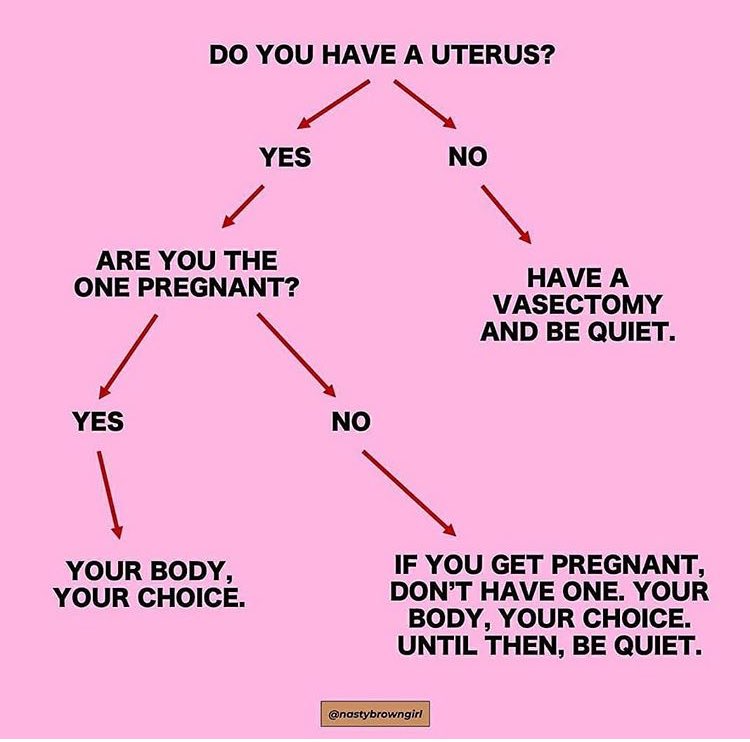 DO YOU HAVE A UTERUS?
YES
NO
ARE YOU THE
ONE PREGNANT?
HAVE A
VASECTOMY
AND BE QUIET.
YES
NO
YOUR BODY,
YOUR CHOICE.
IF YOU GET PREGNANT,
DON'T HAVE ONE. YOUR
BODY, YOUR CHOICE.
UNTIL THEN, BE QUIET.
@nastybrowngirl